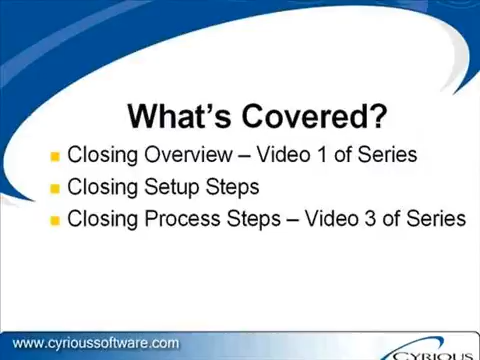 What's Covered?
Closing Overview – Video 1 of Series
Closing Setup Steps
Closing Process Steps – Video 3 of Series
www.cyrioussoftware.com
CYRIOUS